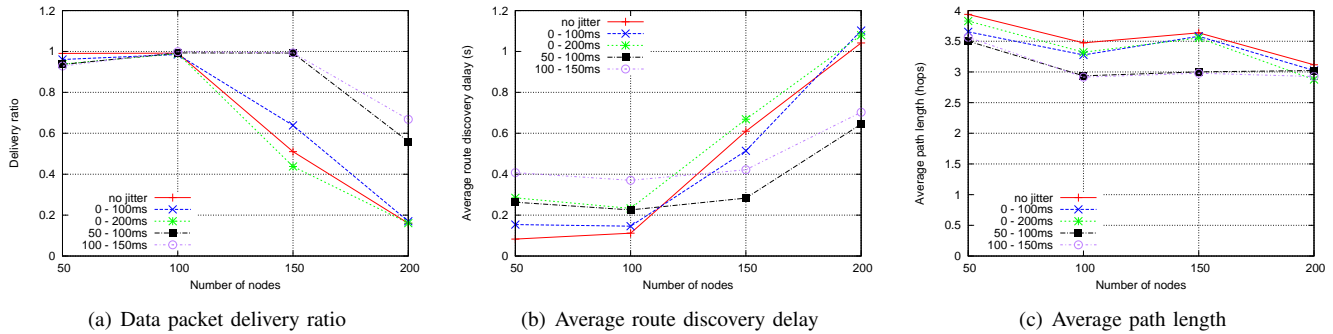 1.2
1
0.8
0.6
0.4
0.2
0
Delivery ratio
no jitter
0 - 100ms
0 - 200ms
50 - 100ms
100 - 150ms
50
100
150
200
Number of nodes
(a) Data packet delivery ratio
1.2
1
0.8
0.6
0.4
0.2
0
Average route discovery dalay (s)
no jitter
0 - 100ms
0 - 200ms
50 - 100ms
100 - 150ms
50
100
150
200
Number of nodes
(b) Average route discovery delay
4
3.5
3
2.5
2
1.5
1
0.5
0
Average path length (hops)
no jitter
0 - 100ms
0 - 200ms
50 - 100ms
100 - 150ms
50
100
150
200
Number of nodes
(c) Average path length